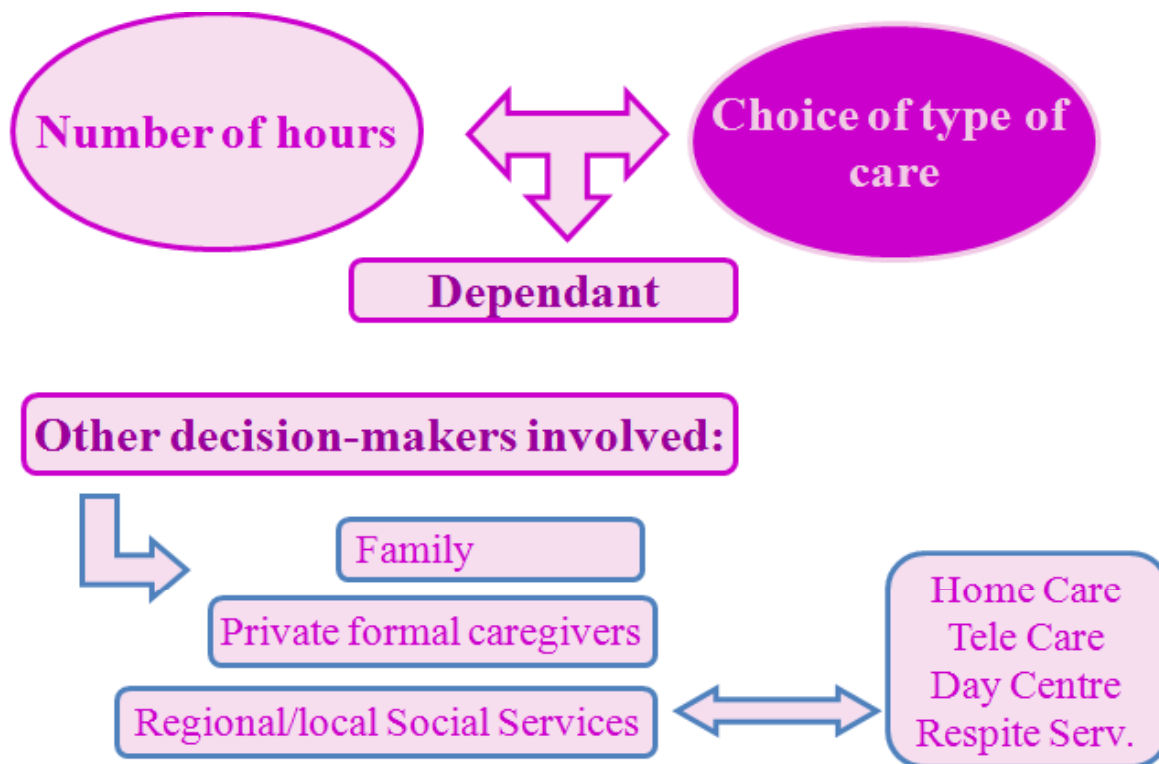 Number of hours
Choice of type of
care
Dependant
Other decision-makers involved:
Family
Private formal caregivers
Regional/local Social Services
Home Care
Tele Care
Day Centre
Respite Serv.